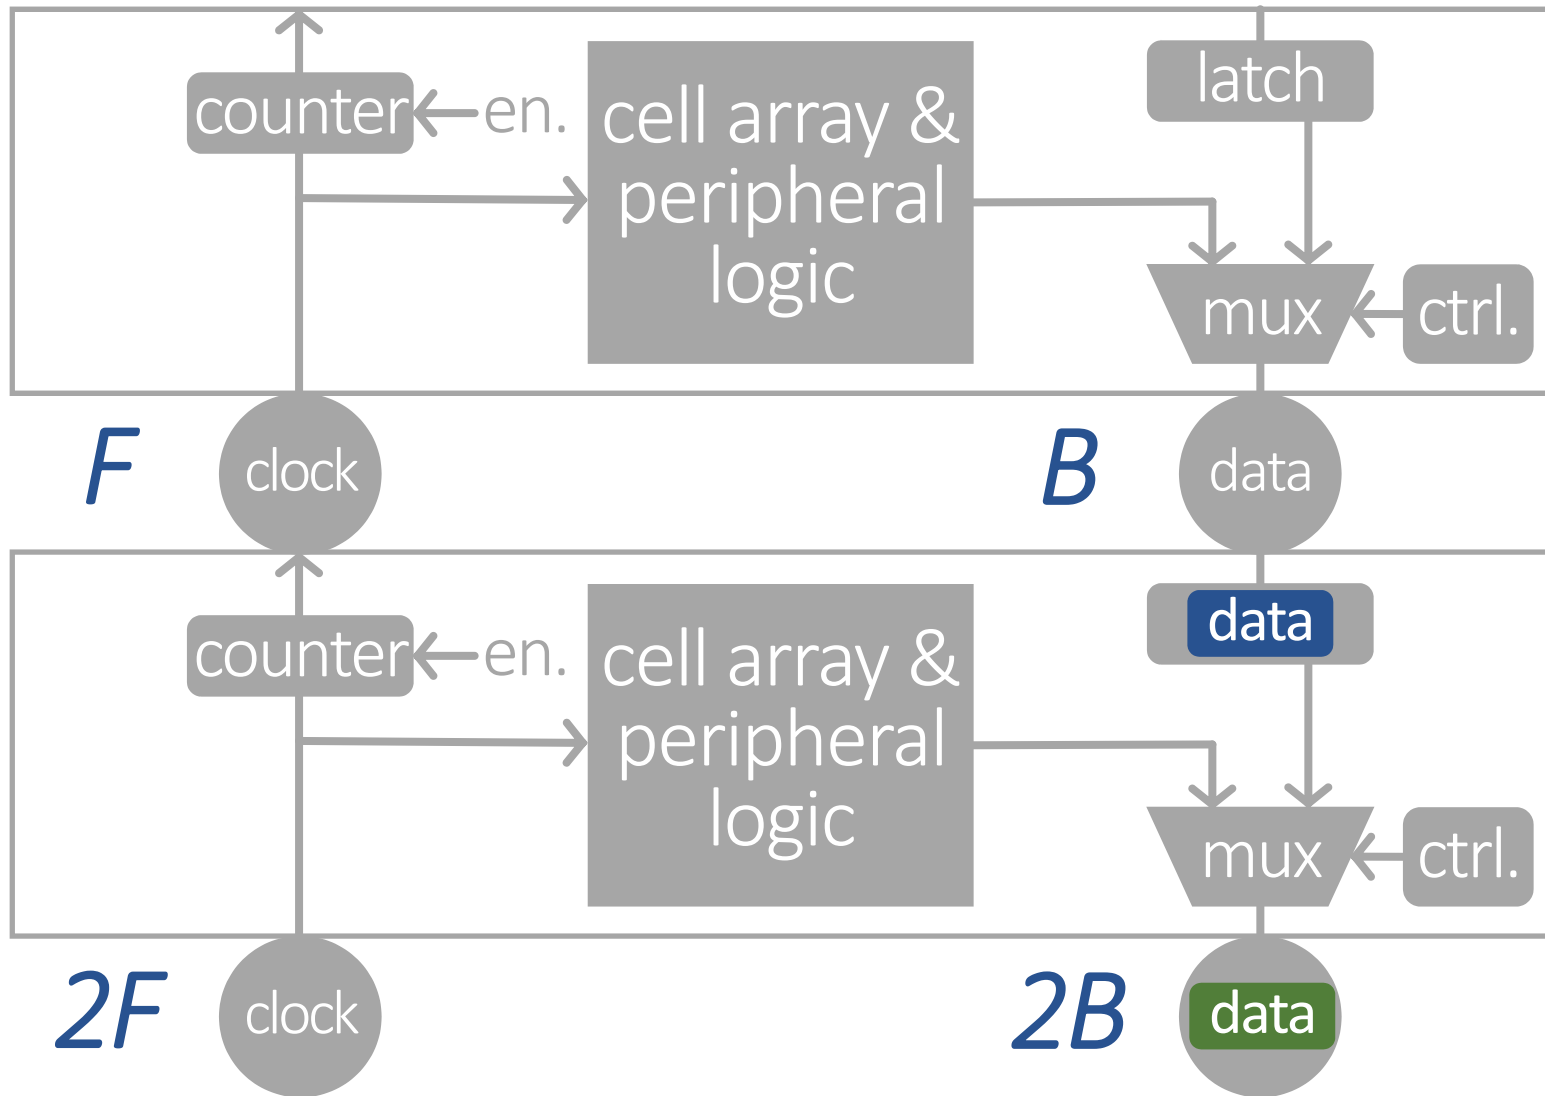 counter
en.
cell array &
peripheral
logic
latch
mux
ctrl.
F
clock
B
data
counter
en.
cell array &
peripheral
logic
data
mux
ctrl.
2F
clock
2B
data